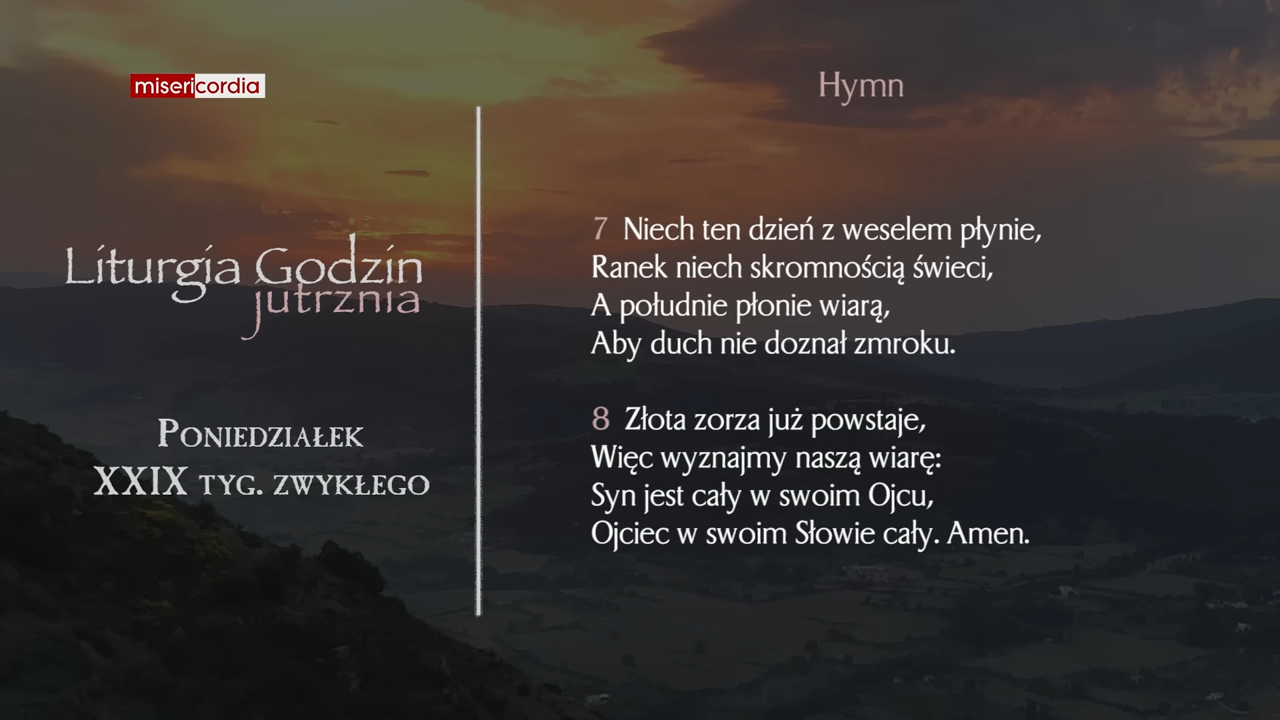 misericordia
Liturgia Godzin
jutrznia
Poniedziałek
XXIX tyg. zwykłego
Hymn
7 Niech ten dzień z weselem płynie,
Ranek niech skromnością świeci,
A południe płonie wiarą,
Aby duch nie doznał zmroku.
8 Złota zorza już powstaje,
Więc wyznajmy naszą wiarę:
Syn jest cały w swoim Ojcu,
Ojciec w swoim Słowie cały. Amen.